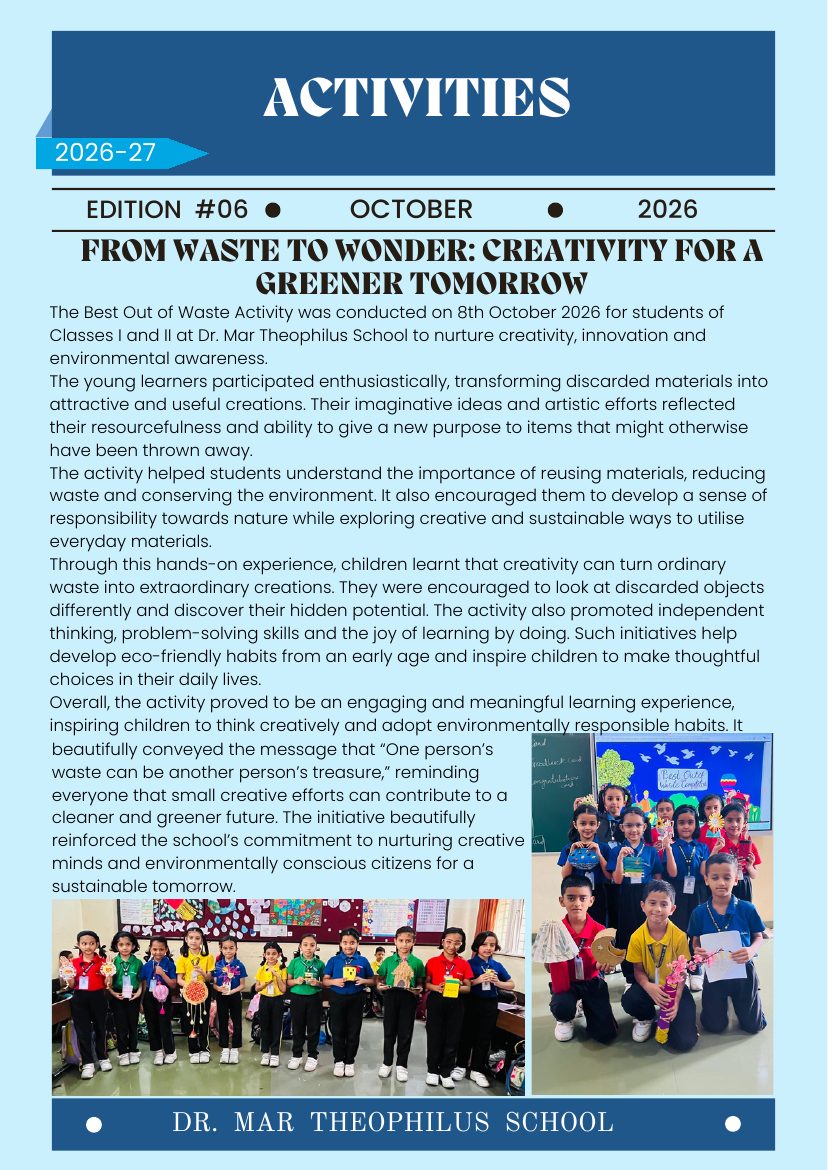 ACTIVITIES
2026-27
EDITION #06 ● OCTOBER ● 2026
FROM WASTE TO WONDER: CREATIVITY FOR A
GREENER TOMORROW
The Best Out of Waste Activity was conducted on 8th October 2026 for students of
Classes I and II at Dr. Mar Theophilus School to nurture creativity, innovation and
environmental awareness.
The young learners participated enthusiastically, transforming discarded materials into
attractive and useful creations. Their imaginative ideas and artistic efforts reflected
their resourcefulness and ability to give a new purpose to items that might otherwise
have been thrown away.
The activity helped students understand the importance of reusing materials, reducing
waste and conserving the environment. It also encouraged them to develop a sense of
responsibility towards nature while exploring creative and sustainable ways to utilise
everyday materials.
Through this hands-on experience, children learnt that creativity can turn ordinary
waste into extraordinary creations. They were encouraged to look at discarded objects
differently and discover their hidden potential. The activity also promoted independent
thinking, problem-solving skills and the joy of learning by doing. Such initiatives help
develop eco-friendly habits from an early age and inspire children to make thoughtful
choices in their daily lives.
Overall, the activity proved to be an engaging and meaningful learning experience,
inspiring children to think creatively and adopt environmentally responsible habits. It
beautifully conveyed the message that “One person’s
waste can be another person’s treasure,” reminding
everyone that small creative efforts can contribute to a
cleaner and greener future. The initiative beautifully
reinforced the school’s commitment to nurturing creative
minds and environmentally conscious citizens for a
sustainable tomorrow.
Best Out of
Waste Competition
DR. MAR THEOPHILUS SCHOOL